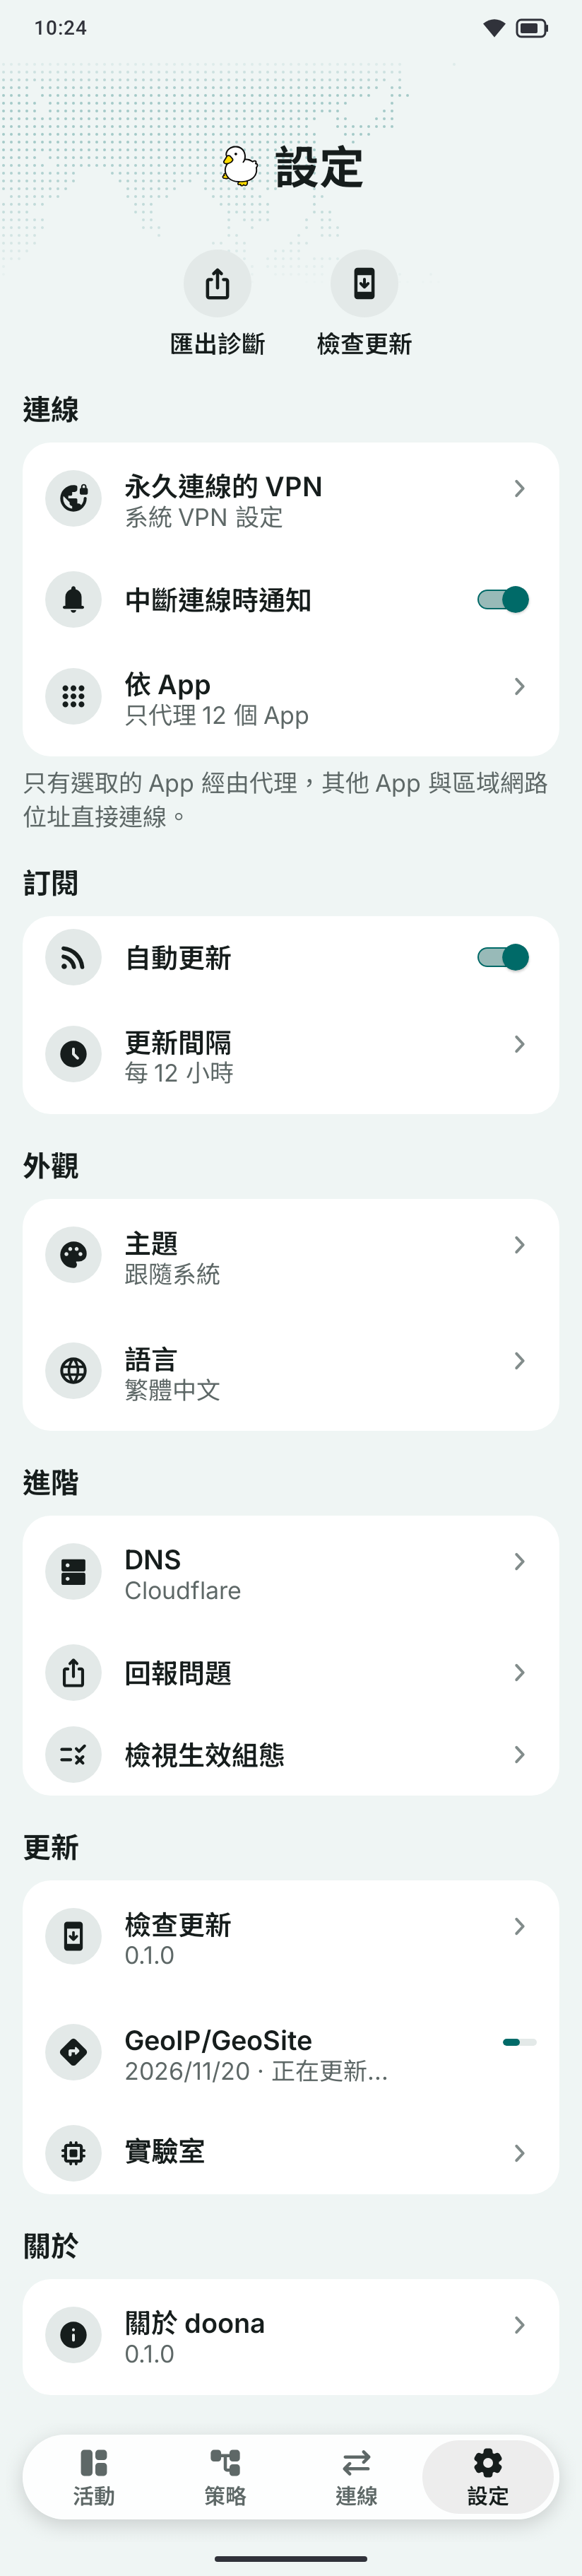 10:24
設定
匯出診斷
檢查更新
連線
永久連線的 VPN
系統 VPN 設定
中斷連線時通知
依 App
只代理 12 個 App
只有選取的 App 經由代理，其他 App 與區域網路
位址直接連線。
訂閱
自動更新
更新間隔
每 12 小時
外觀
主題
跟隨系統
語言
繁體中文
進階
DNS
Cloudflare
回報問題
檢視生效組態
更新
檢查更新
0.1.0
GeoIP/GeoSite
2026/11/20 · 正在更新…
實驗室
關於
關於 doona
0.1.0
活動
策略
連線
設定